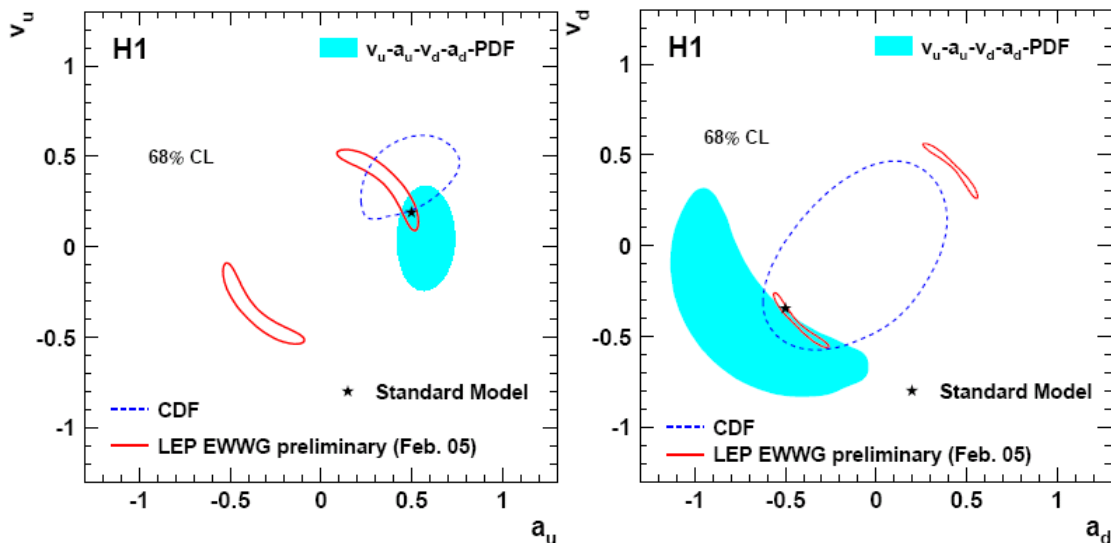 H1
v_u-a_u-v_d-a_d-PDF
v_u
1
0.5
0
-0.5
-1
68% CL
★ Standard Model
CDF
LEP EWWG preliminary (Feb. 05)
-1 -0.5 0 0.5 1
a_u
H1
v_u-a_u-v_d-a_d-PDF
v_d
1
0.5
0
-0.5
-1
68% CL
★ Standard Model
CDF
LEP EWWG preliminary (Feb. 05)
-1 -0.5 0 0.5 1
a_d